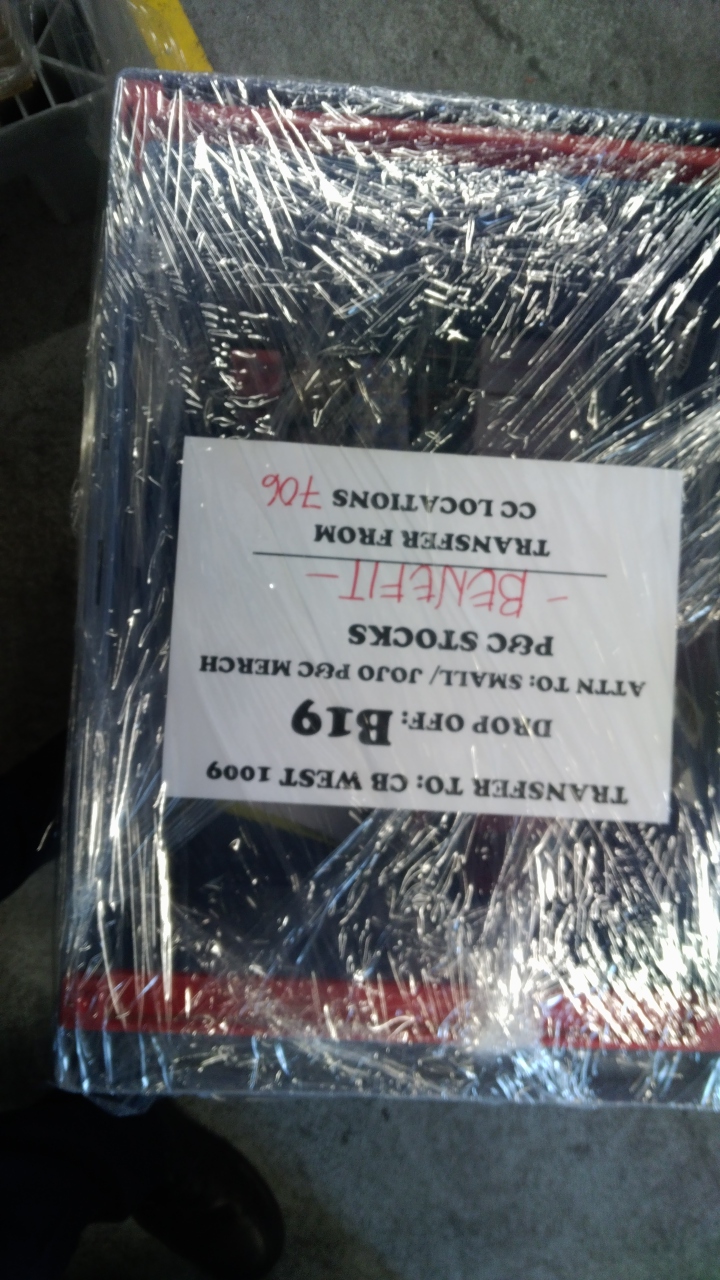 TRANSFER TO: CB WEST 1009
DROP OFF: B19
ATTN TO: SMALL/ JOJO P&C MERCH
P&C STOCKS
- BENEFIT -
TRANSFER FROM
CC LOCATIONS 706